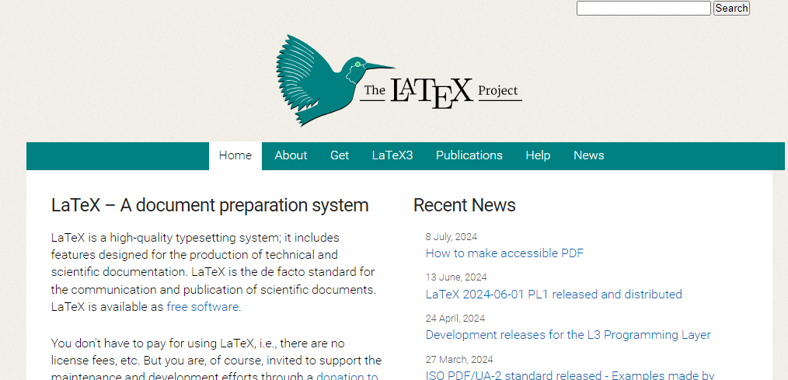 Search
The LATEX Project
Home About Get LaTeX3 Publications Help News
LaTeX – A document preparation system
LaTeX is a high-quality typesetting system; it includes
features designed for the production of technical and
scientific documentation. LaTeX is the de facto standard for
the communication and publication of scientific documents.
LaTeX is available as free software.
You don't have to pay for using LaTeX, i.e., there are no
license fees, etc. But you are, of course, invited to support the
maintenance and development efforts through a donation to
Recent News
8 July, 2024
How to make accessible PDF
13 June, 2024
LaTeX 2024-06-01 PL1 released and distributed
24 April, 2024
Development releases for the L3 Programming Layer
27 March, 2024
ISO PDF/UA-2 standard released - Examples made by